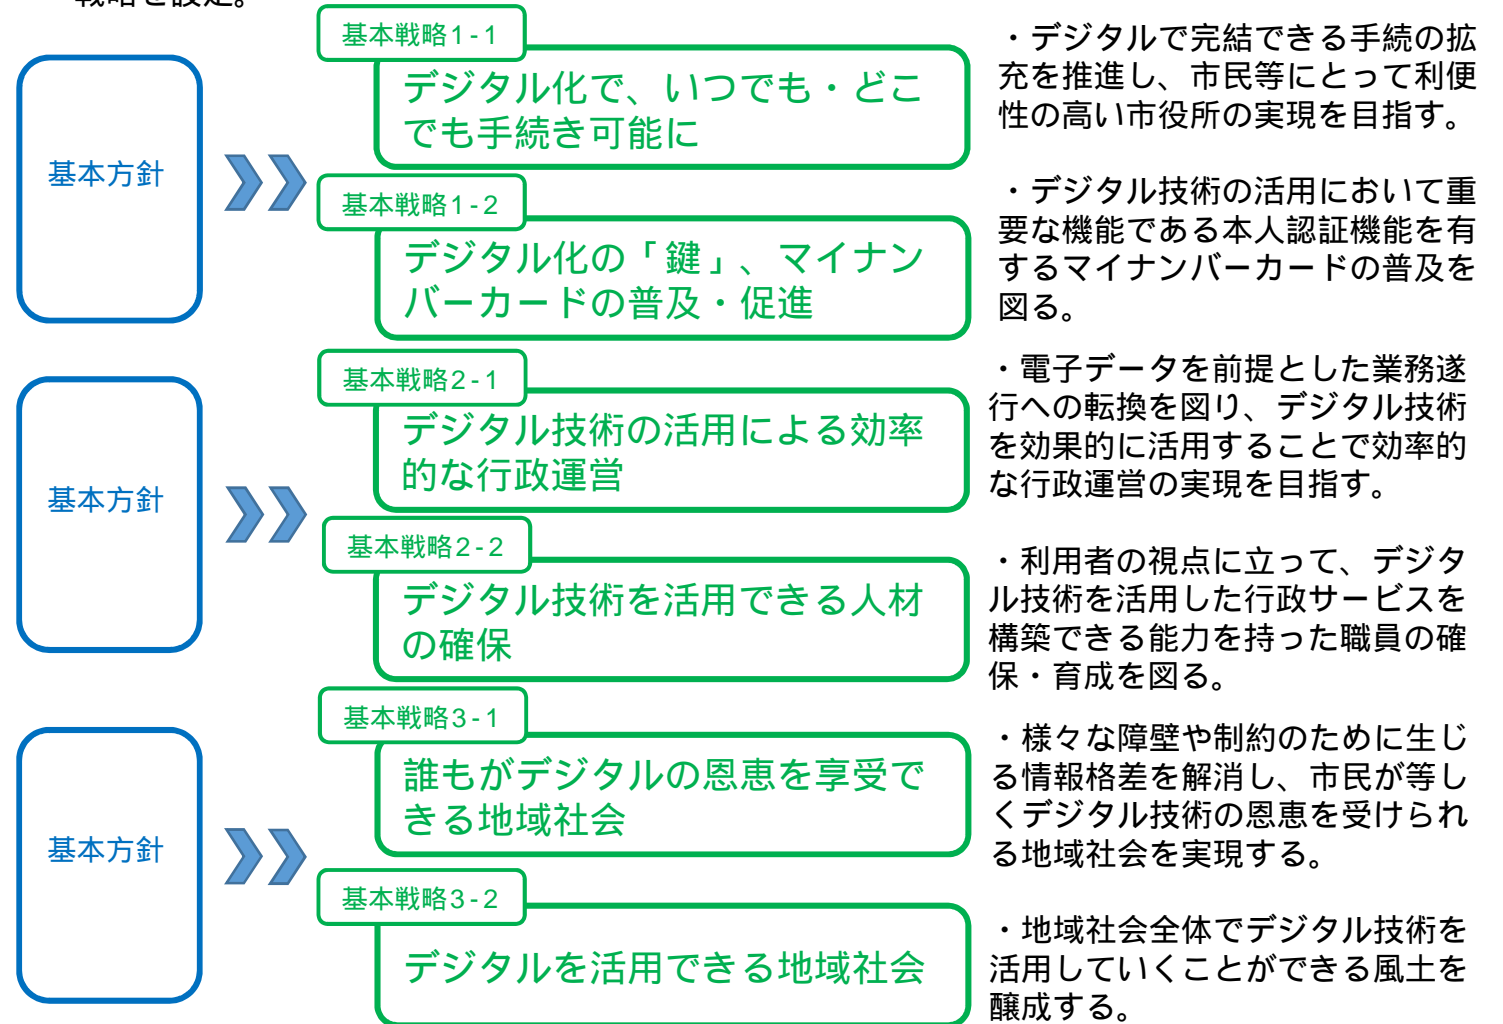 戦略を設定。
基本方針
基本戦略1-1
デジタル化で、いつでも・どこ
でも手続き可能に
・デジタルで完結できる手続の拡
充を推進し、市民等にとって利便
性の高い市役所の実現を目指す。
基本戦略1-2
デジタル化の「鍵」、マイナン
バーカードの普及・促進
・デジタル技術の活用において重
要な機能である本人認証機能を有
するマイナンバーカードの普及を
図る。
基本方針
基本戦略2-1
デジタル技術の活用による効率
的な行政運営
・電子データを前提とした業務遂
行への転換を図り、デジタル技術
を効果的に活用することで効率的
な行政運営の実現を目指す。
基本戦略2-2
デジタル技術を活用できる人材
の確保
・利用者の視点に立って、デジタ
ル技術を活用した行政サービスを
構築できる能力を持った職員の確
保・育成を図る。
基本方針
基本戦略3-1
誰もがデジタルの恩恵を享受で
きる地域社会
・様々な障壁や制約のために生じ
る情報格差を解消し、市民が等し
くデジタル技術の恩恵を受けられ
る地域社会を実現する。
基本戦略3-2
デジタルを活用できる地域社会
・地域社会全体でデジタル技術を
活用していくことができる風土を
醸成する。